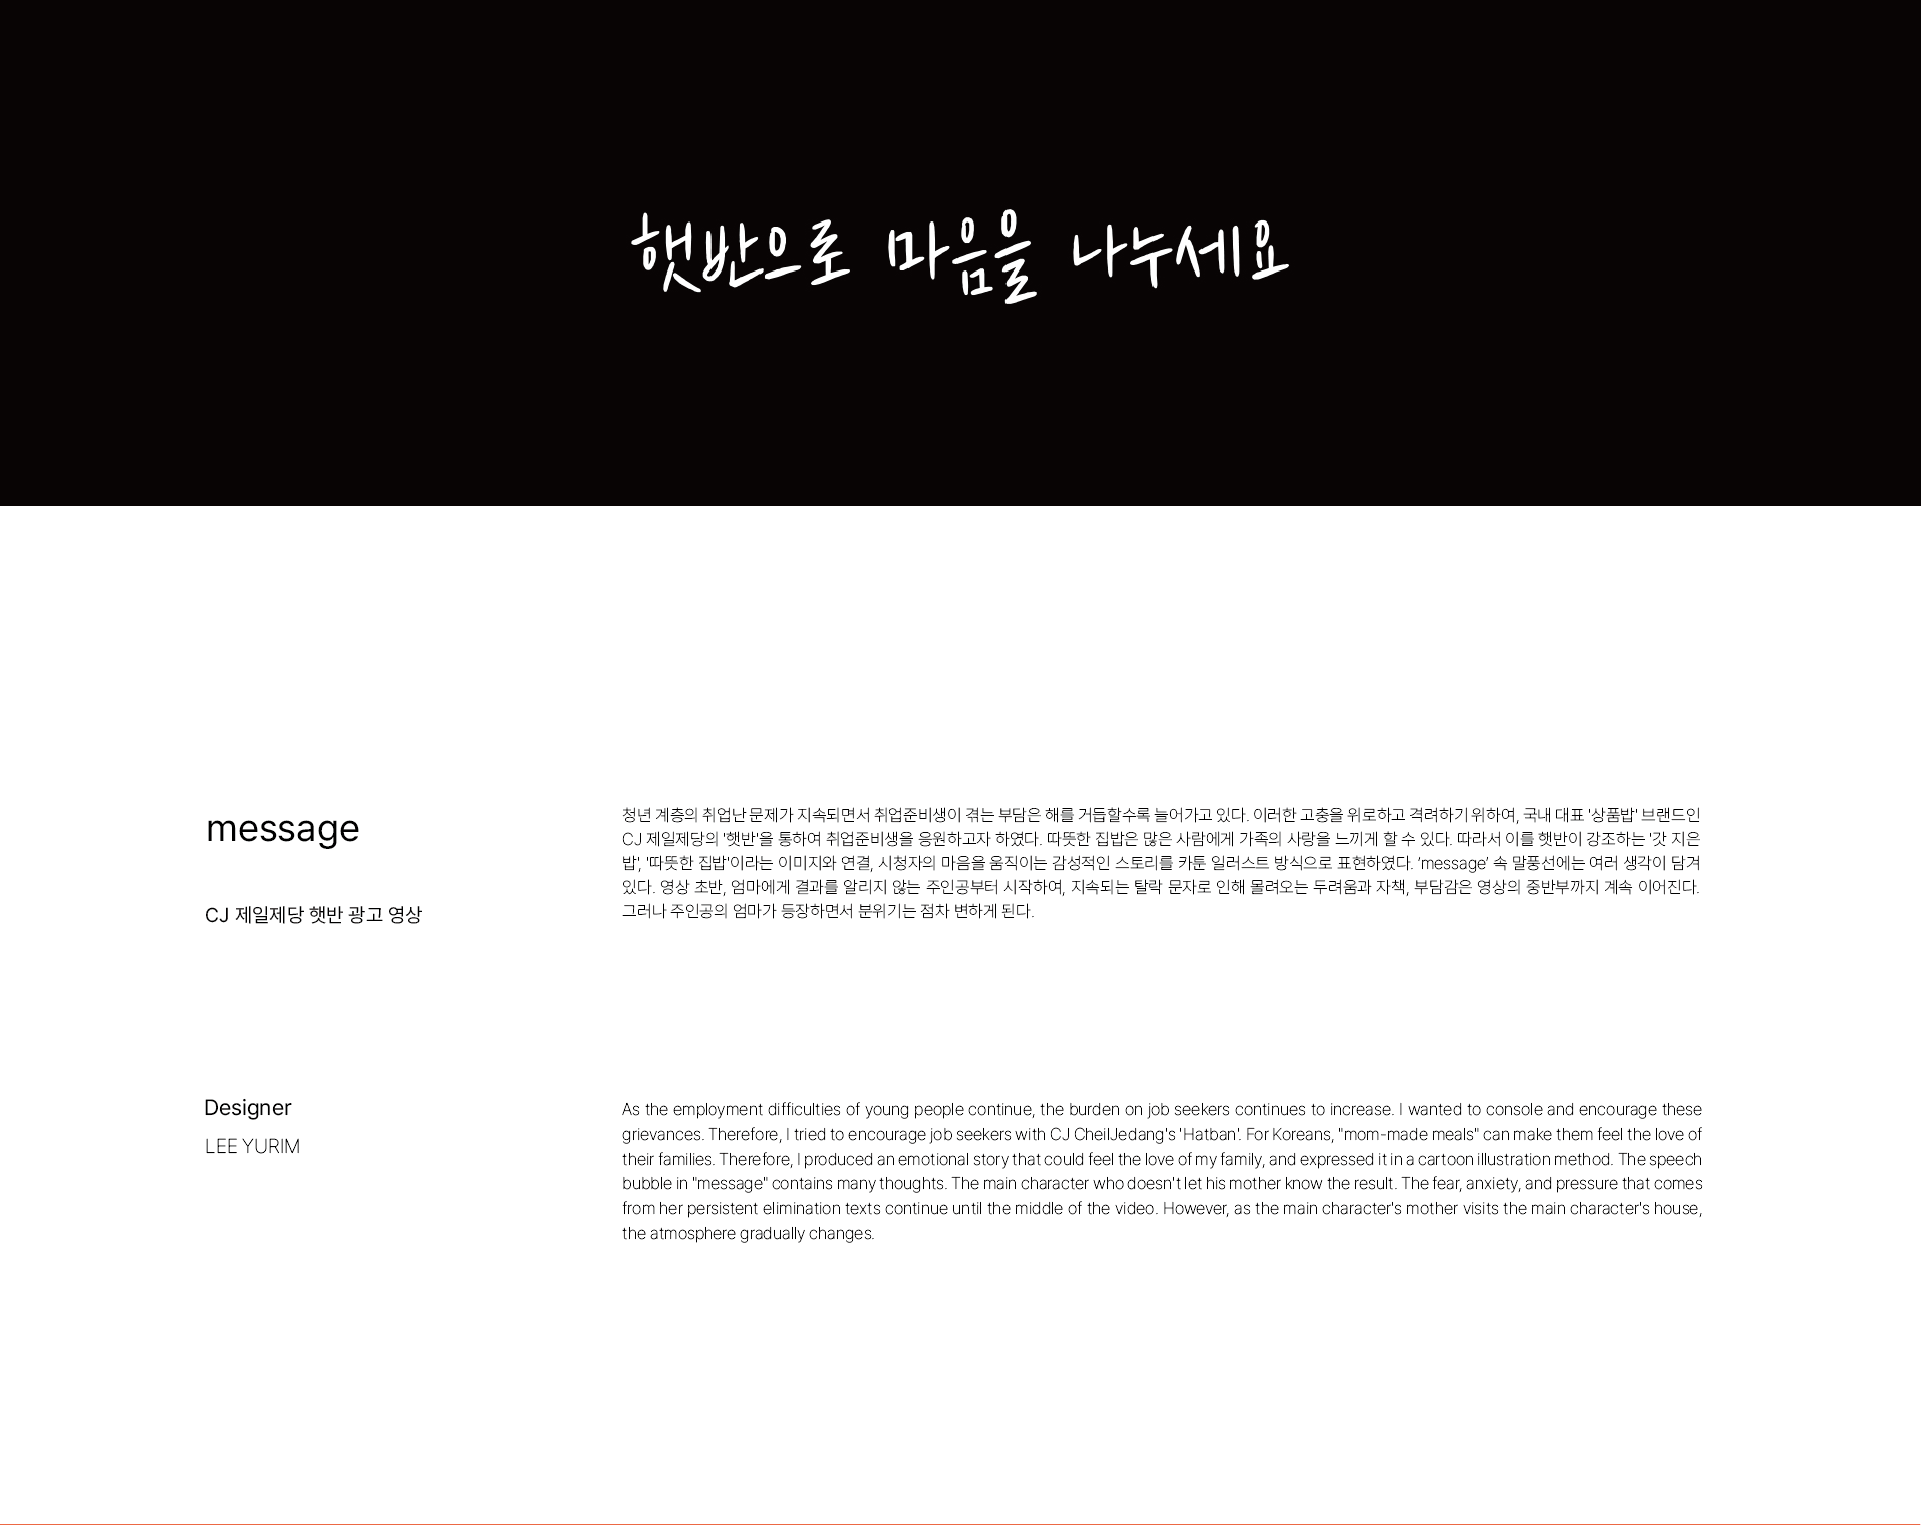 햇반으로 마음을 나누세요
message
CJ 제일제당 햇반 광고 영상
청년 계층의 취업난 문제가 지속되면서 취업준비생이 겪는 부담은 해를 거듭할수록 늘어가고 있다. 이러한 고충을 위로하고 격려하기 위하여, 국내 대표 '상품밥' 브랜드인
CJ 제일제당의 '햇반'을 통하여 취업준비생을 응원하고자 하였다. 따뜻한 집밥은 많은 사람에게 가족의 사랑을 느끼게 할 수 있다. 따라서 이를 햇반이 강조하는 '갓 지은
밥', '따뜻한 집밥'이라는 이미지와 연결, 시청자의 마음을 움직이는 감성적인 스토리를 카툰 일러스트 방식으로 표현하였다. 'message' 속 말풍선에는 여러 생각이 담겨
있다. 영상 초반, 엄마에게 결과를 알리지 않는 주인공부터 시작하여, 지속되는 탈락 문자로 인해 몰려오는 두려움과 자책, 부담감은 영상의 중반부까지 계속 이어진다.
그러나 주인공의 엄마가 등장하면서 분위기는 점차 변하게 된다.
Designer
LEE YURIM
As the employment difficulties of young people continue, the burden on job seekers continues to increase. I wanted to console and encourage these
grievances. Therefore, I tried to encourage job seekers with CJ CheilJedang's 'Hatban'. For Koreans, "mom-made meals" can make them feel the love of
their families. Therefore, I produced an emotional story that could feel the love of my family, and expressed it in a cartoon illustration method. The speech
bubble in "message" contains many thoughts. The main character who doesn't let his mother know the result. The fear, anxiety, and pressure that comes
from her persistent elimination texts continue until the middle of the video. However, as the main character's mother visits the main character's house,
the atmosphere gradually changes.